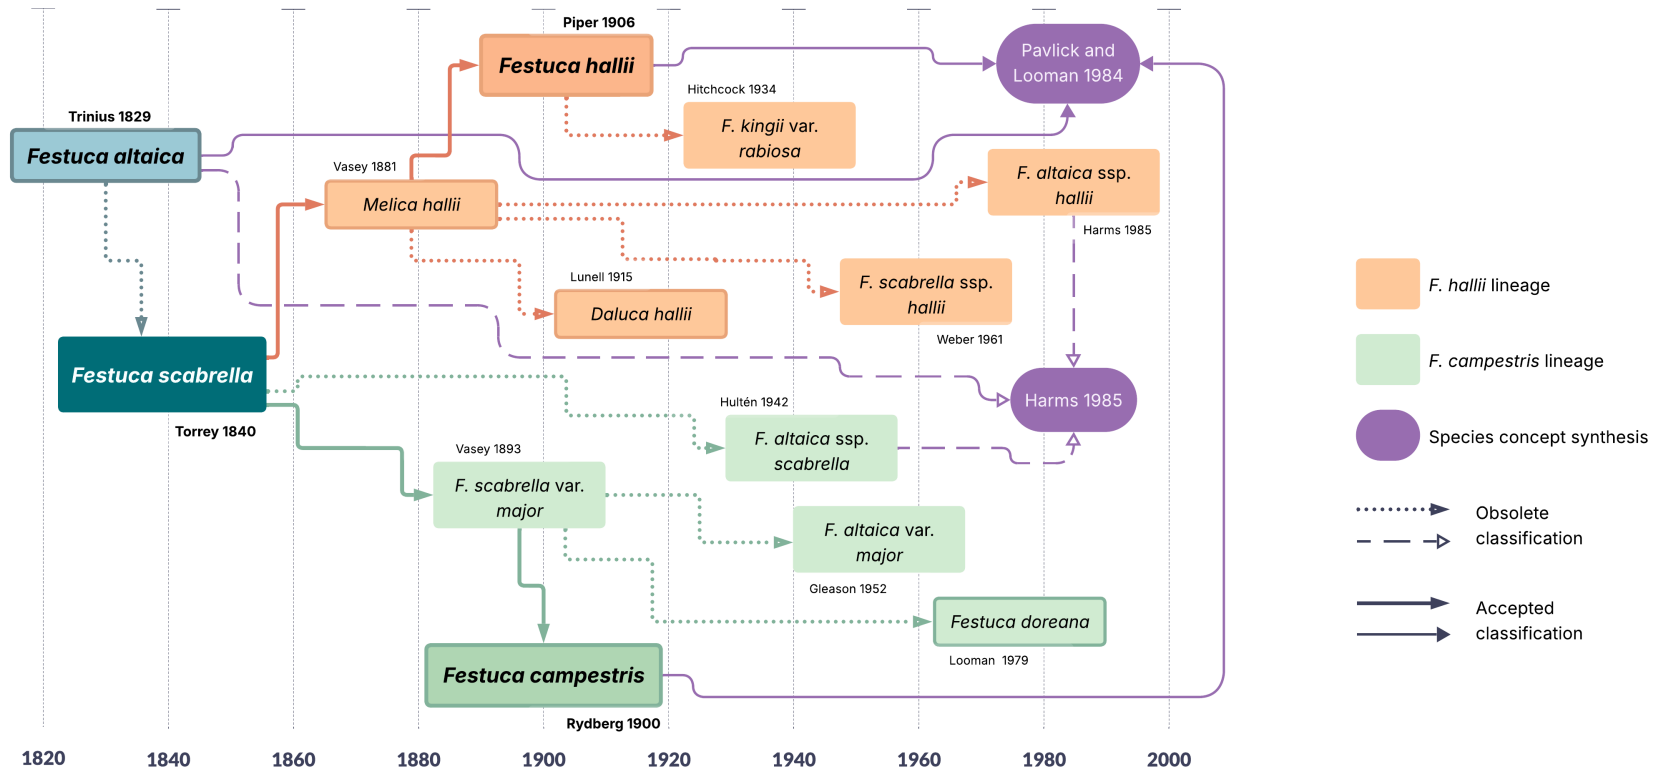 Piper 1906
Festuca hallii
Pavlick and
Looman 1984
Hitchcock 1934
F. kingii var.
rabiosa
Trinius 1829
Festuca altaica
Vasey 1881
Melica hallii
F. altaica ssp.
hallii
Harms 1985
Lunell 1915
Daluca hallii
F. scabrella ssp.
hallii
Weber 1961
Festuca scabrella
Torrey 1840
Harms 1985
Hultén 1942
F. altaica ssp.
scabrella
Vasey 1893
F. scabrella var.
major
F. altaica var.
major
Gleason 1952
Festuca doreana
Looman 1979
Festuca campestris
Rydberg 1900
F. hallii lineage
F. campestris lineage
Species concept synthesis
Obsolete
classification
Accepted
classification
1820
1840
1860
1880
1900
1920
1940
1960
1980
2000